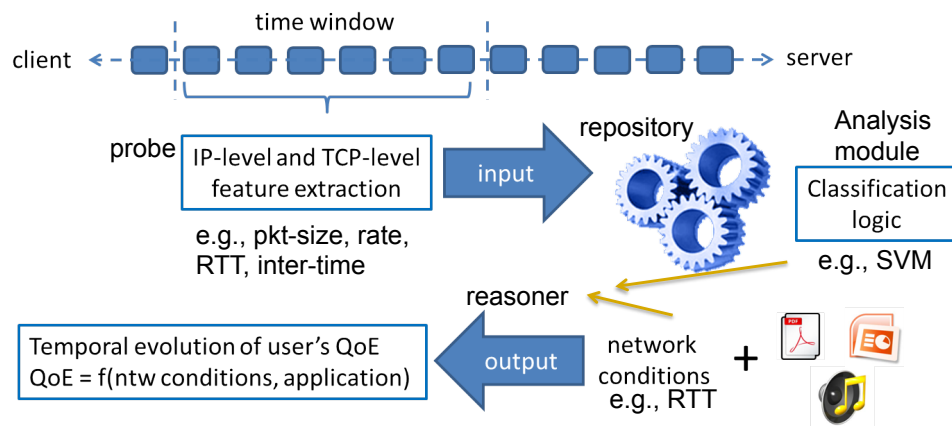 time window
client
server
probe
IP-level and TCP-level
feature extraction
input
repository
Analysis
module
Classification
logic
e.g., pkt-size, rate,
RTT, inter-time
e.g., SVM
reasoner
Temporal evolution of user's QoE
QoE = f(ntw conditions, application)
output
network
conditions
e.g., RTT
+
PDF